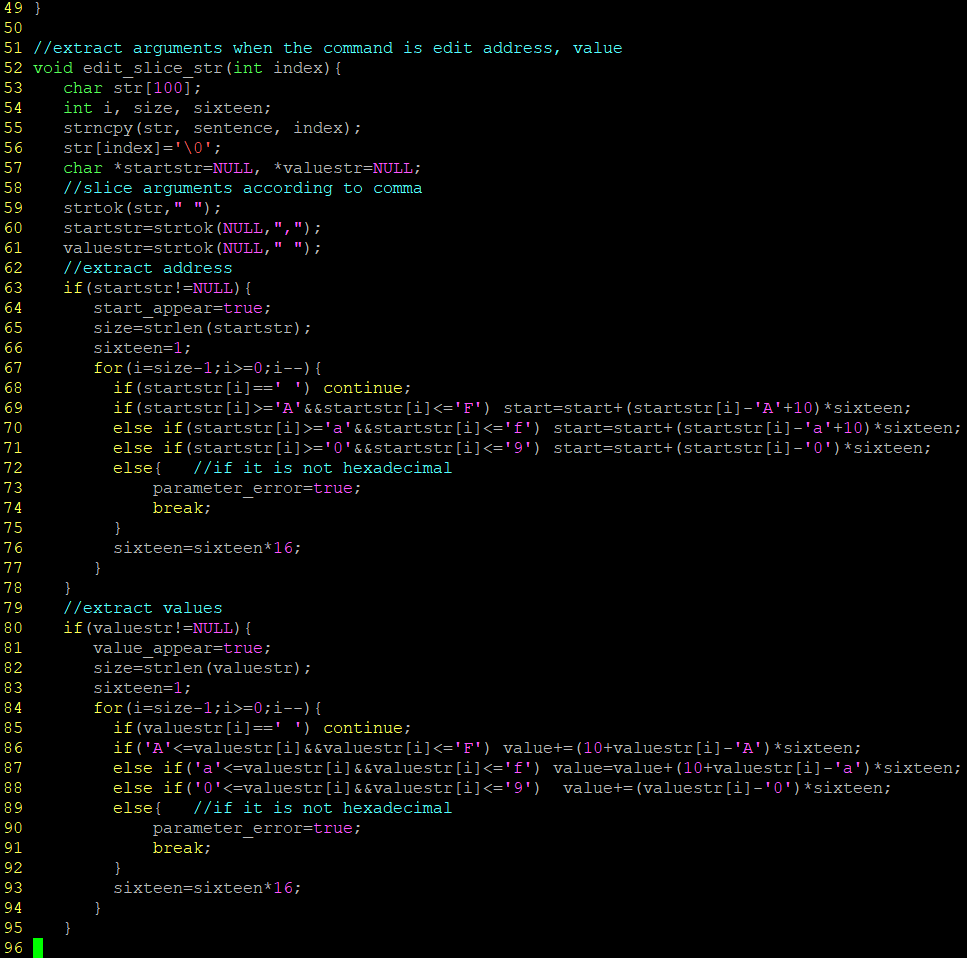 49 }
50
51 //extract arguments when the command is edit address, value
52 void edit_slice_str(int index){
53    char str[100];
54    int i, size, sixteen;
55    strncpy(str, sentence, index);
56    str[index]='\0';
57    char *startstr=NULL, *valuestr=NULL;
58    //slice arguments according to comma
59    strtok(str," ");
60    startstr=strtok(NULL,",");
61    valuestr=strtok(NULL," ");
62    //extract address
63    if(startstr!=NULL){
64       start_appear=true;
65       size=strlen(startstr);
66       sixteen=1;
67       for(i=size-1;i>=0;i--){
68         if(startstr[i]==' ') continue;
69         if(startstr[i]>='A'&&startstr[i]<='F') start=start+(startstr[i]-'A'+10)*sixteen;
70         else if(startstr[i]>='a'&&startstr[i]<='f') start=start+(startstr[i]-'a'+10)*sixteen;
71         else if(startstr[i]>='0'&&startstr[i]<='9') start=start+(startstr[i]-'0')*sixteen;
72         else{   //if it is not hexadecimal
73             parameter_error=true;
74             break;
75         }
76         sixteen=sixteen*16;
77       }
78    }
79    //extract values
80    if(valuestr!=NULL){
81       value_appear=true;
82       size=strlen(valuestr);
83       sixteen=1;
84       for(i=size-1;i>=0;i--){
85         if(valuestr[i]==' ') continue;
86         if('A'<=valuestr[i]&&valuestr[i]<='F') value+=(10+valuestr[i]-'A')*sixteen;
87         else if('a'<=valuestr[i]&&valuestr[i]<='f') value=value+(10+valuestr[i]-'a')*sixteen;
88         else if('0'<=valuestr[i]&&valuestr[i]<='9')  value+=(valuestr[i]-'0')*sixteen;
89         else{   //if it is not hexadecimal
90             parameter_error=true;
91             break;
92         }
93         sixteen=sixteen*16;
94       }
95    }
96